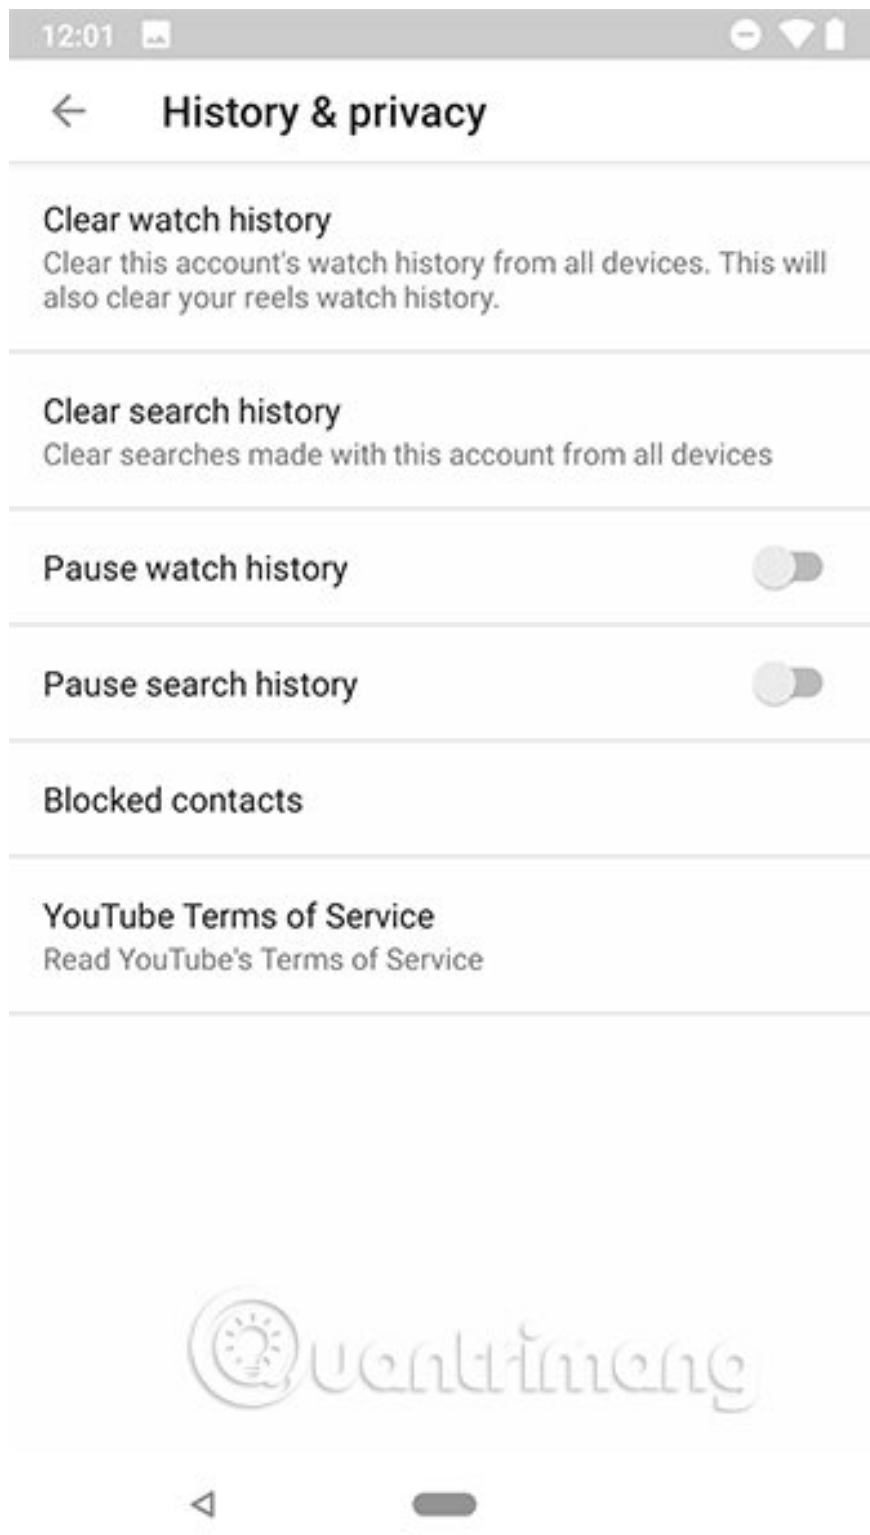 12:01
History & privacy
Clear watch history
Clear this account's watch history from all devices. This will
also clear your reels watch history.
Clear search history
Clear searches made with this account from all devices
Pause watch history
Pause search history
Blocked contacts
YouTube Terms of Service
Read YouTube's Terms of Service
Quantrimang